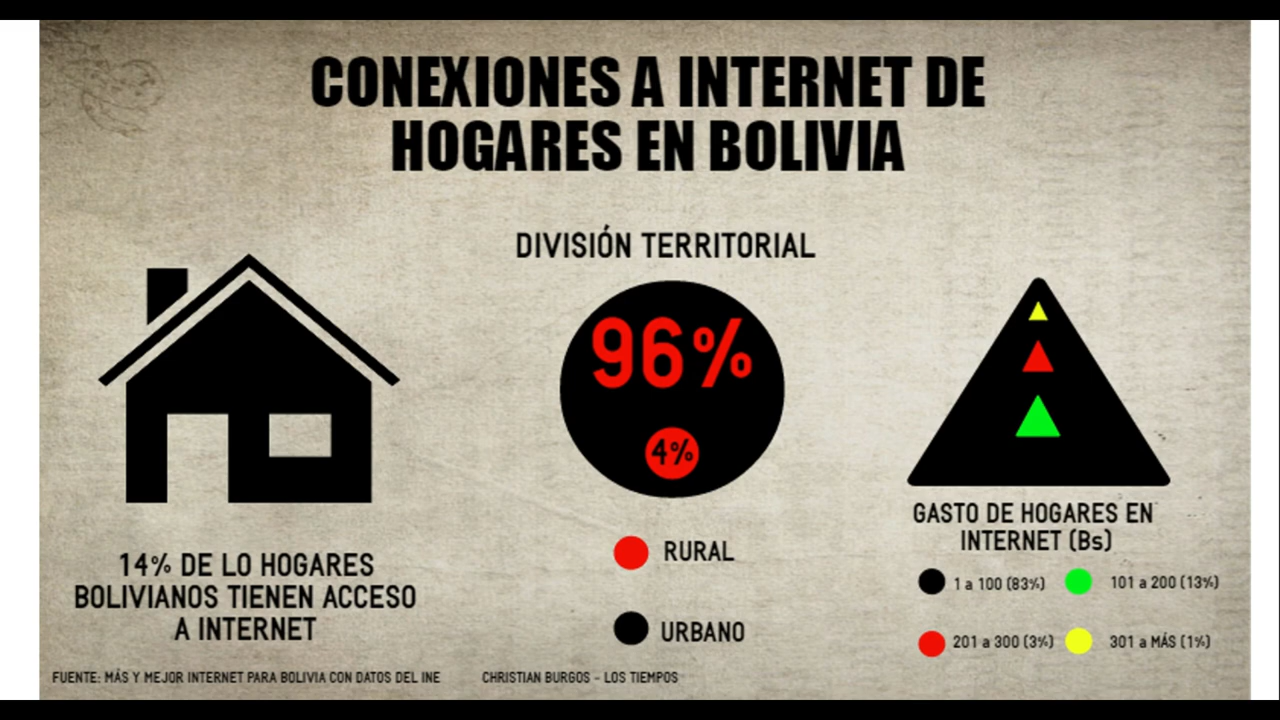 CONEXIONES A INTERNET DE
HOGARES EN BOLIVIA
14% DE LO HOGARES
BOLIVIANOS TIENEN ACCESO
A INTERNET
DIVISIÓN TERRITORIAL
96%
4%
RURAL
URBANO
GASTO DE HOGARES EN
INTERNET (Bs)
1 a 100 (83%)
101 a 200 (13%)
201 a 300 (3%)
301 a MÁS (1%)
FUENTE: MÁS Y MEJOR INTERNET PARA BOLIVIA CON DATOS DEL INE
CHRISTIAN BURGOS - LOS TIEMPOS